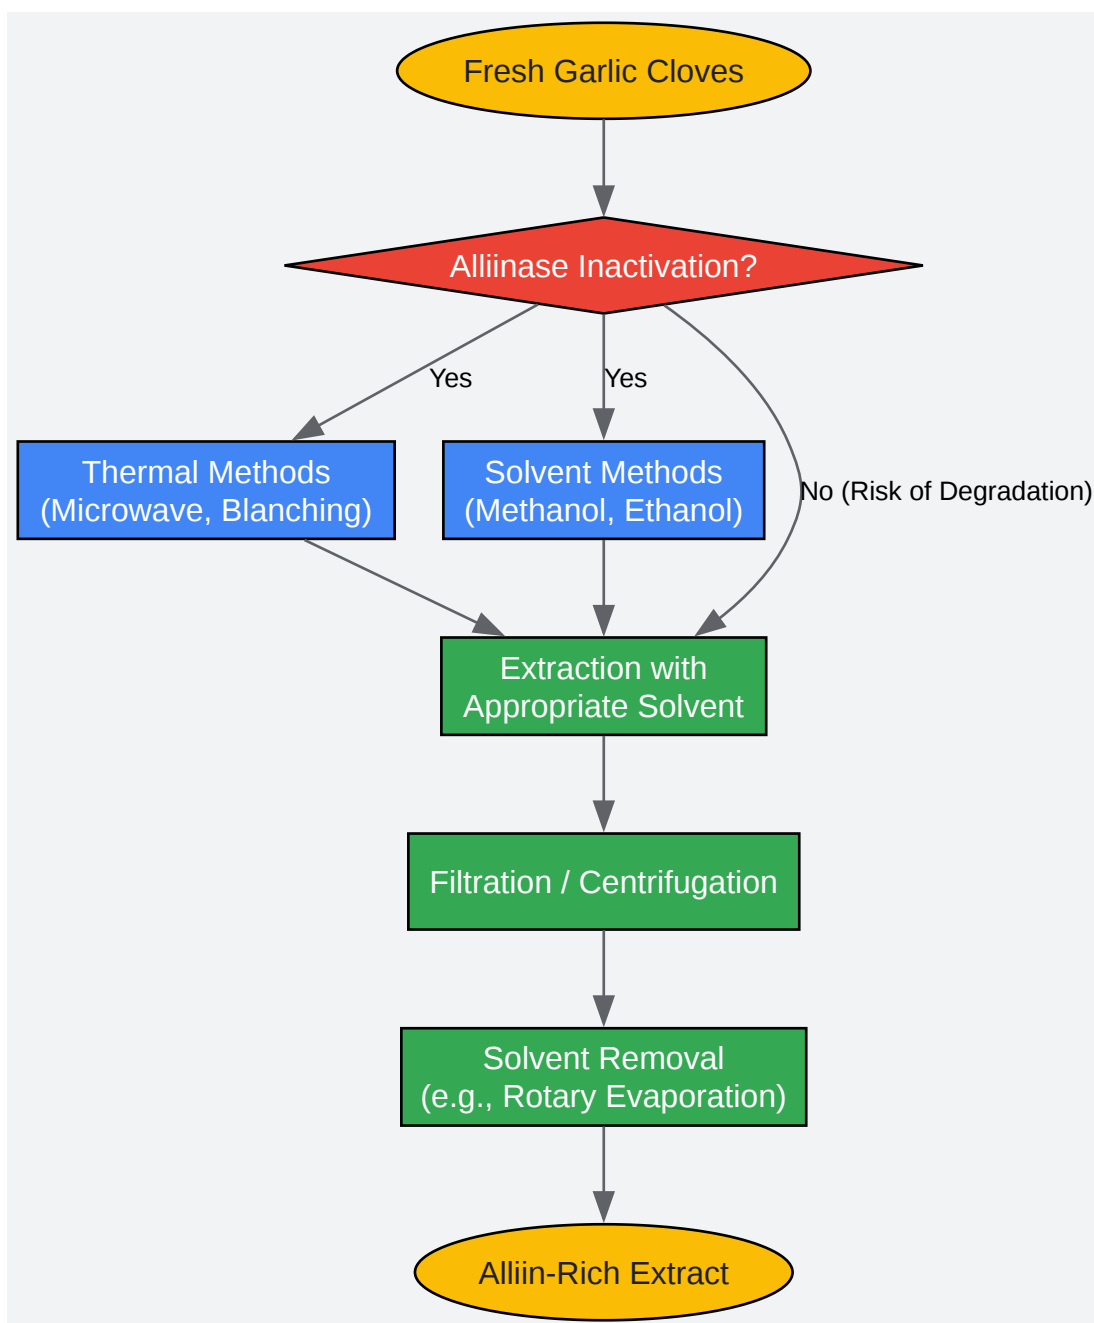 Fresh Garlic Cloves
Alliinase Inactivation?
Yes
Yes
Thermal Methods
(Microwave, Blanching)
Solvent Methods
(Methanol, Ethanol)
No (Risk of Degradation)
Extraction with
Appropriate Solvent
Filtration / Centrifugation
Solvent Removal
(e.g., Rotary Evaporation)
Alliin-Rich Extract